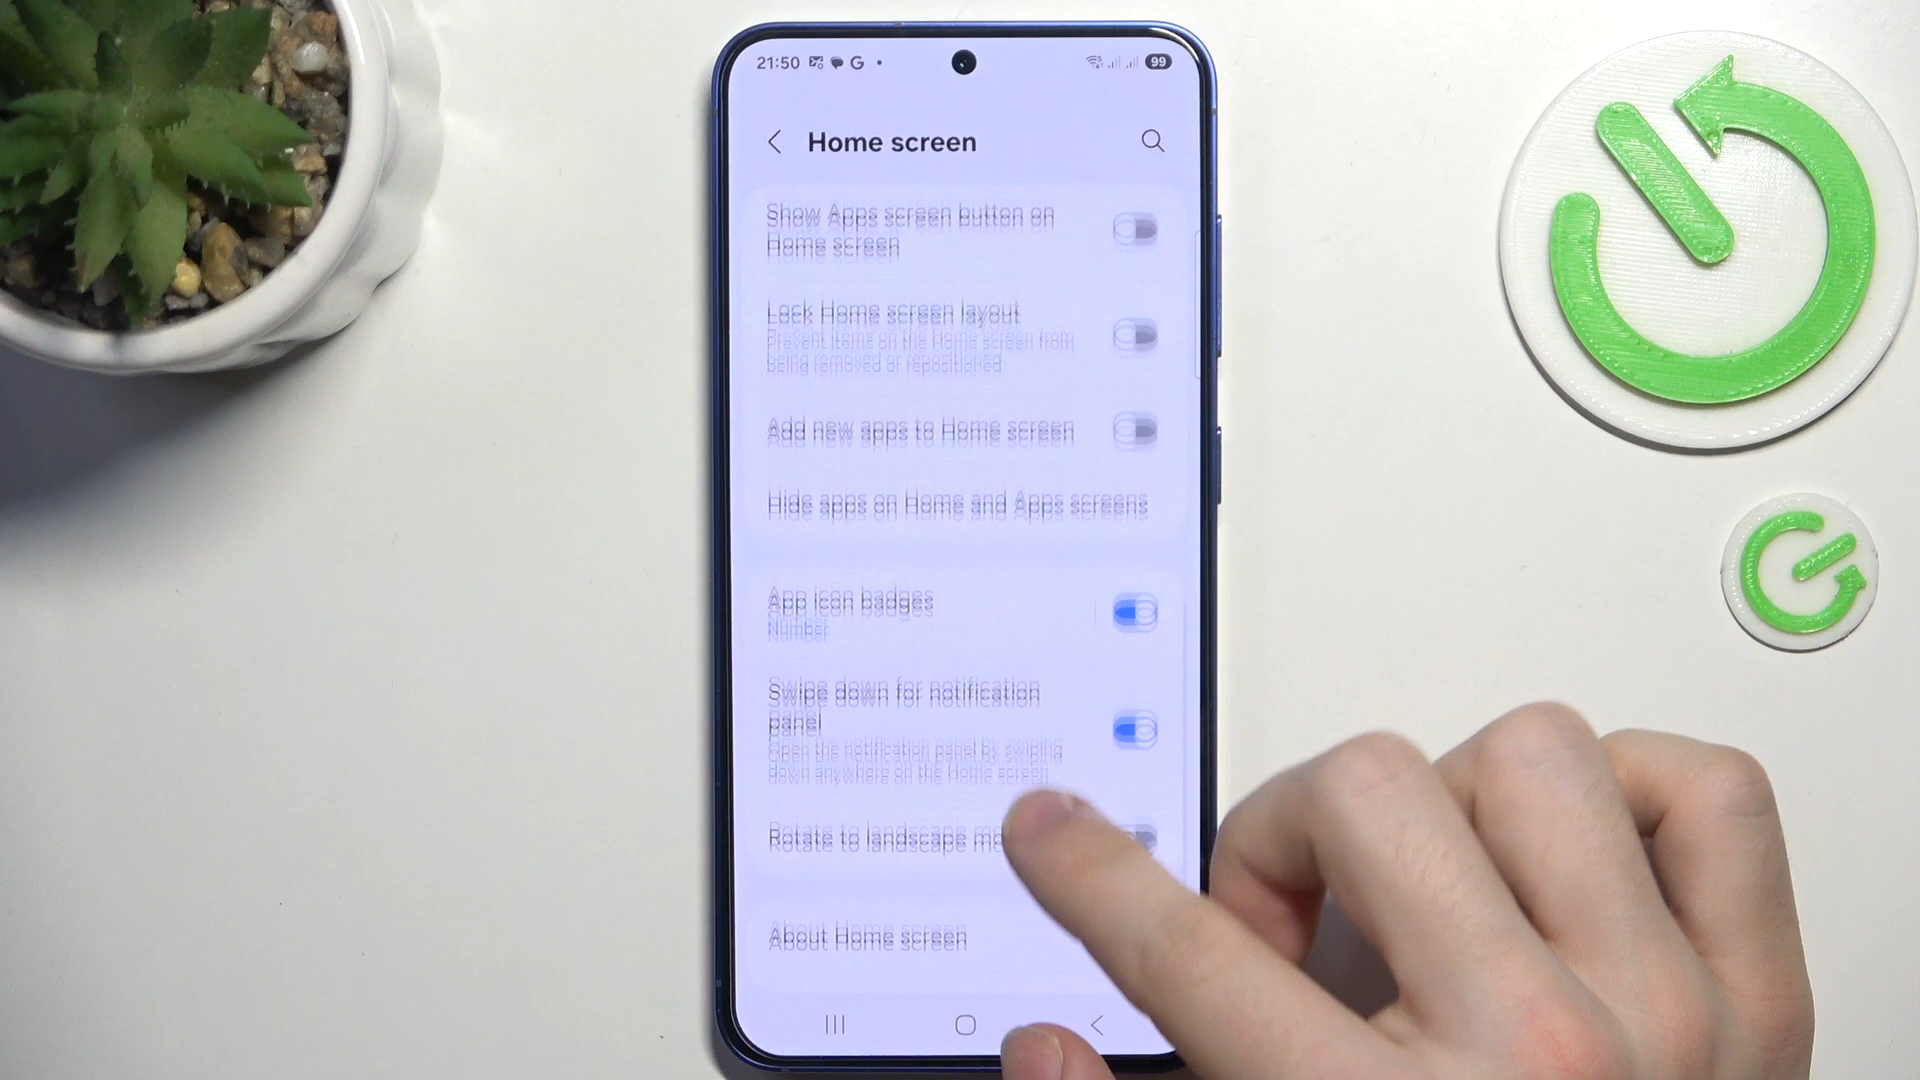 21:50 G 99
Home screen
Show Apps screen button on
Home screen
Lock Home screen layout
Prevent items on the Home screen from
being removed or repositioned
Add new apps to Home screen
Hide apps on Home and Apps screens
App icon badges
Number
Swipe down for notification
panel
Open the notification panel by swiping
down anywhere on the Home screen.
Rotate to landscape
About Home screen